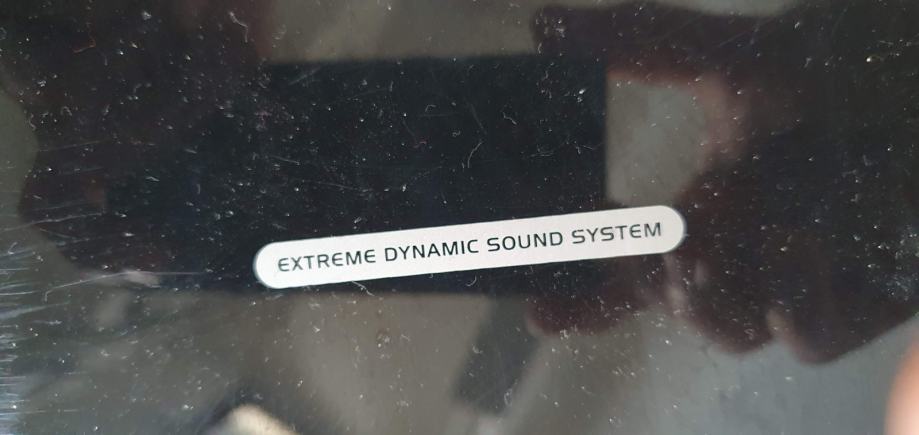 EXTREME DYNAMIC SOUND SYSTEM